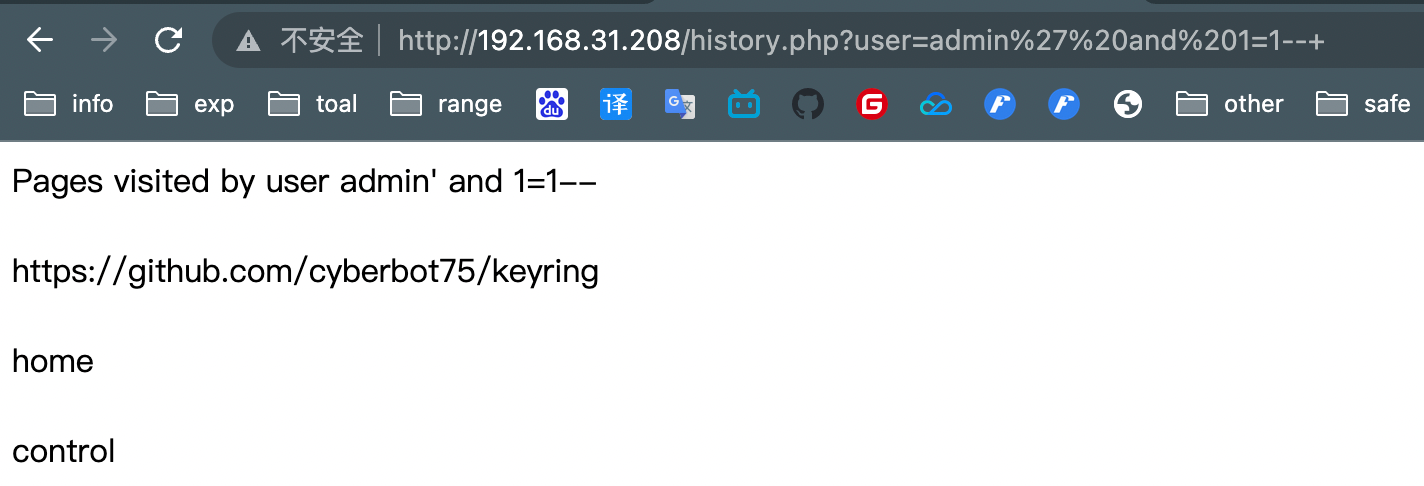 不安全 http://192.168.31.208/history.php?user=admin%27%20and%201=1--+
info exp toal range du 译 G 文 G other safe
Pages visited by user admin' and 1=1--
https://github.com/cyberbot75/keyring
home
control